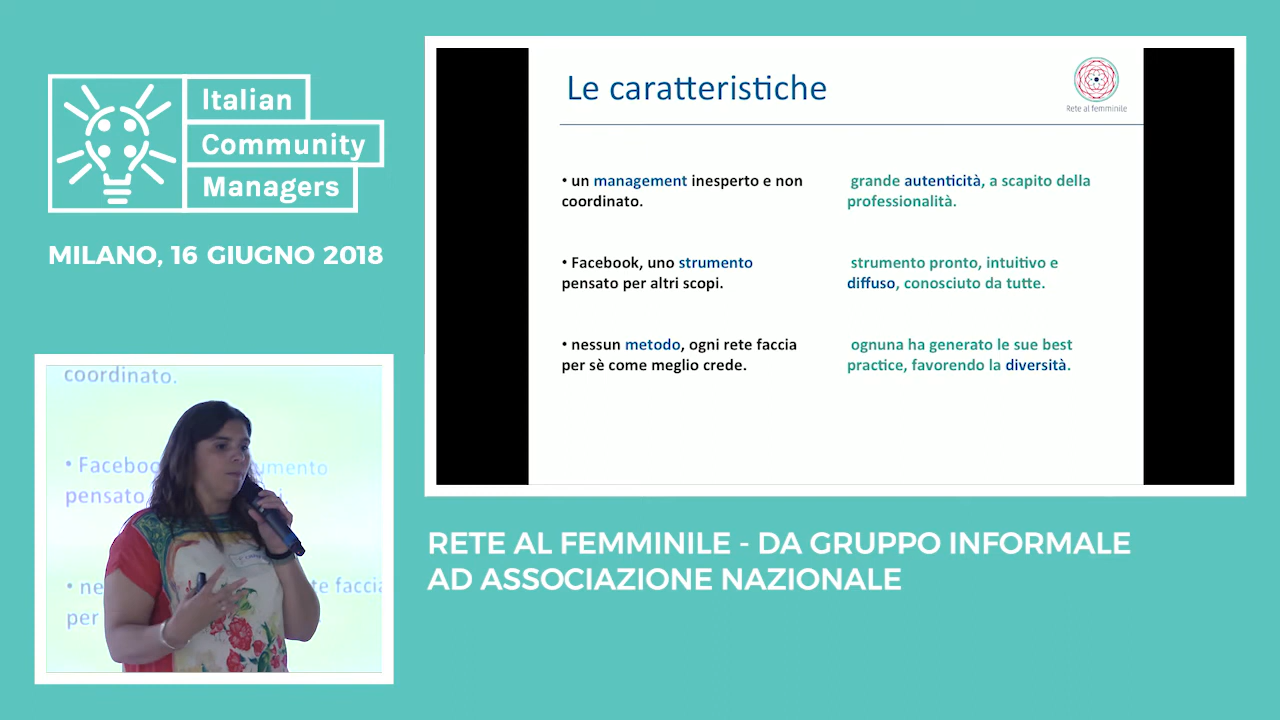 Italian
Community
Managers
MILANO, 16 GIUGNO 2018
Le caratteristiche
Rete al femminile
• un management inesperto e non
coordinato.
grande autenticità, a scapito della
professionalità.
• Facebook, uno strumento
pensato per altri scopi.
strumento pronto, intuitivo e
diffuso, conosciuto da tutte.
• nessun metodo, ogni rete faccia
per sè come meglio crede.
ognuna ha generato le sue best
practice, favorendo la diversità.
coordinato.
• Faceboo umento
pensato i.
• ne te faccia
per
RETE AL FEMMINILE - DA GRUPPO INFORMALE
AD ASSOCIAZIONE NAZIONALE